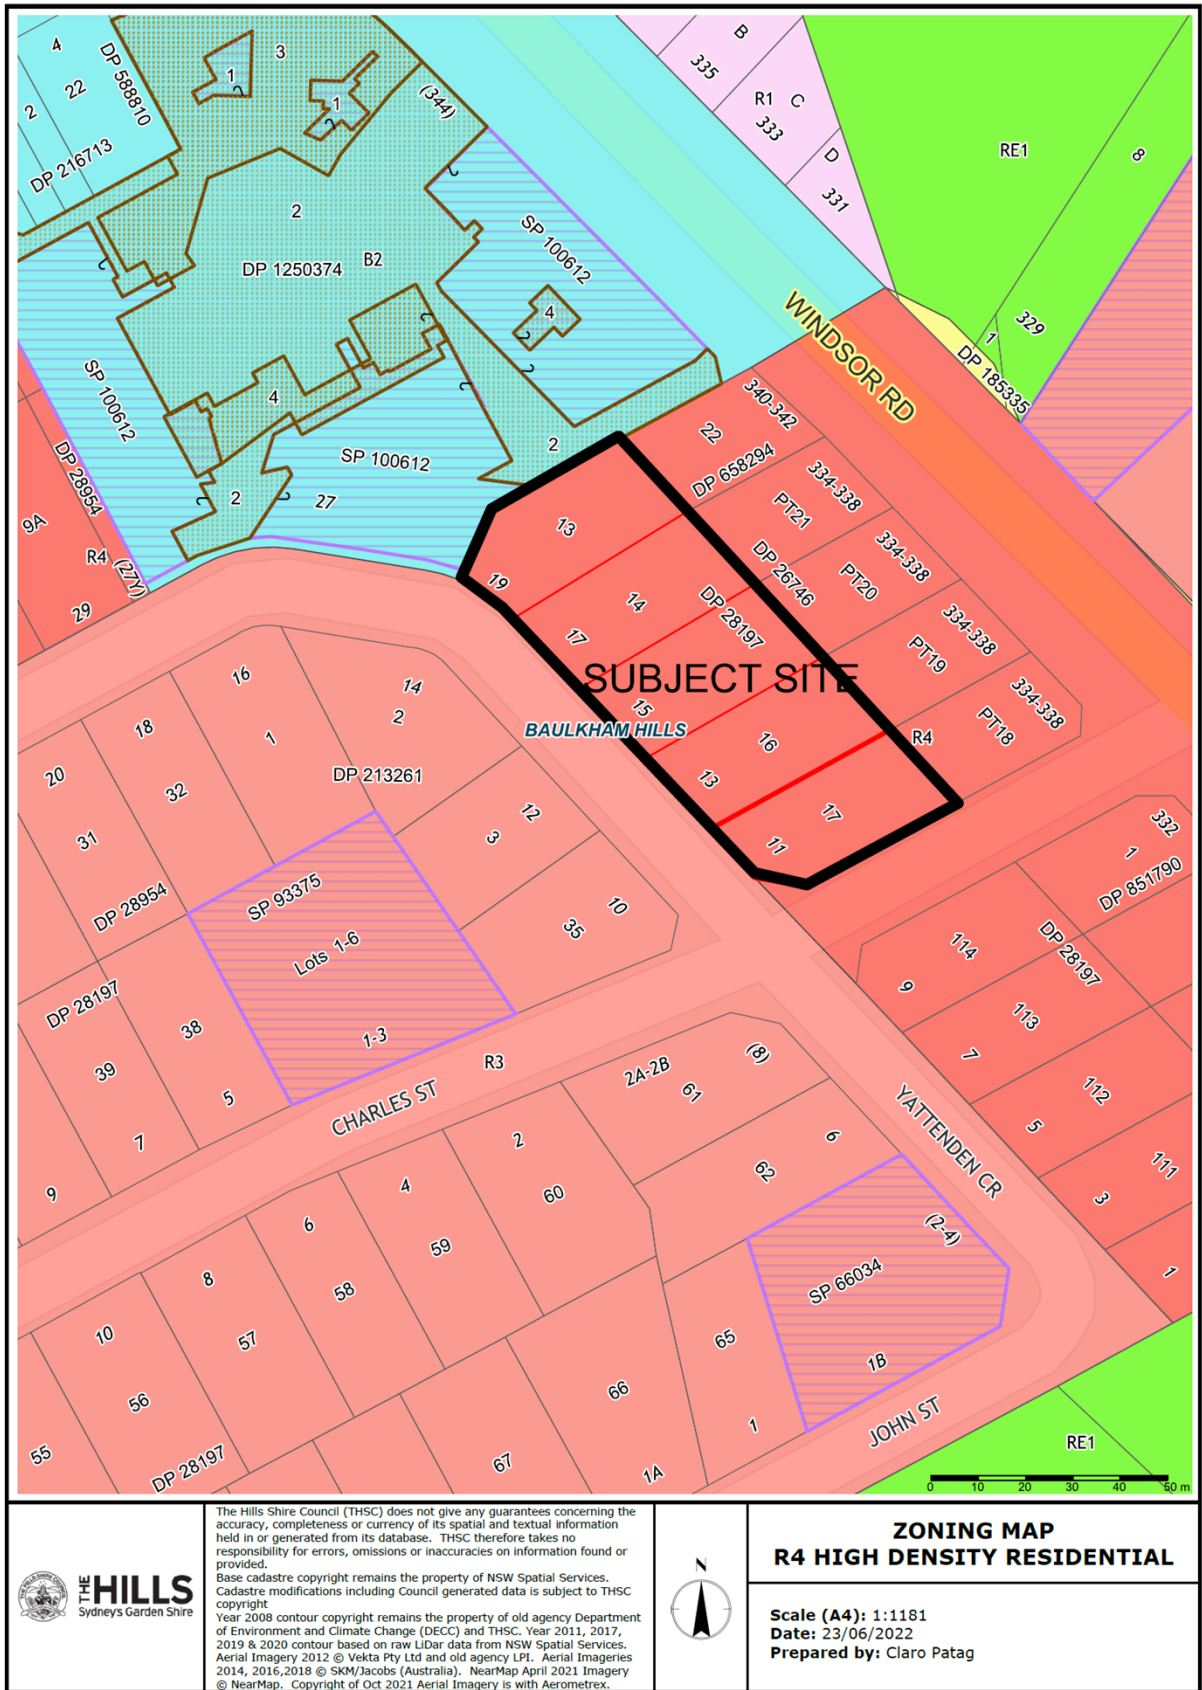 4
22
2
DP 588810
DP 216713
3
1
1
(344)
B
335
R1
C
333
D
331
RE1
8
2
DP 1250374
B2
SP 100612
4
WINDSOR RD
329
1
DP 185335
SP 100612
4
SP 100612
2
27
2
DP 28954
9A
R4
(27Y)
29
340-342
22
DP 658294
334-338
PT21
334-338
DP 26746
PT20
334-338
PT19
334-338
PT18
R4
13
19
14
17
DP 28197
SUBJECT SITE
15
BAULKHAM HILLS
16
13
17
11
16
14
2
18
1
DP 213261
20
32
12
3
31
SP 93375
10
35
DP 28954
Lots 1-6
DP 28197
38
1-3
39
5
7
9
R3
CHARLES ST
332
1
DP 851790
114
DP 28197
9
113
7
112
5
111
3
1
YATTENDEN CR
2A-2B
61
(8)
6
62
2
60
4
59
6
58
8
57
10
56
55
DP 28197
(2-4)
SP 66034
1B
65
66
1
67
1A
JOHN ST
RE1
0 10 20 30 40 50 m
THE HILLS
Sydney's Garden Shire
The Hills Shire Council (THSC) does not give any guarantees concerning the
accuracy, completeness or currency of its spatial and textual information
held in or generated from its database. THSC therefore takes no
responsibility for errors, omissions or inaccuracies on information found or
provided.
Base cadastre copyright remains the property of NSW Spatial Services.
Cadastre modifications including Council generated data is subject to THSC
copyright
Year 2008 contour copyright remains the property of old agency Department
of Environment and Climate Change (DECC) and THSC. Year 2011, 2017,
2019 & 2020 contour based on raw LiDar data from NSW Spatial Services.
Aerial Imagery 2012 © Vekta Pty Ltd and old agency LPI. Aerial Imageries
2014, 2016,2018 © SKM/Jacobs (Australia). NearMap April 2021 Imagery
© NearMap. Copyright of Oct 2021 Aerial Imagery is with Aerometrex.
N
ZONING MAP
R4 HIGH DENSITY RESIDENTIAL
Scale (A4): 1:1181
Date: 23/06/2022
Prepared by: Claro Patag